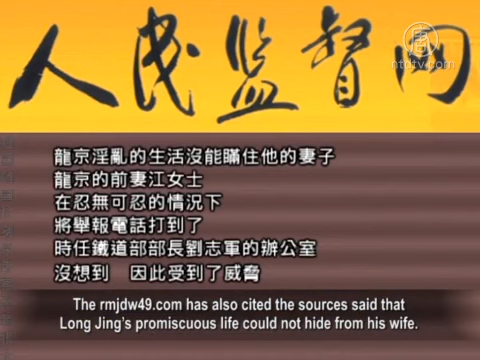 人民监督网
唐
ntdtv.com
龍京淫亂的生活沒能瞞住他的妻子
龍京的前妻江女士
在忍無可忍的情況下
將舉報電話打到了
時任鐵道部部長劉志軍的辦公室
沒想到 因此受到了威脅
The rmjdw49.com has also cited the sources said that
Long Jing's promiscuous life could not hide from his wife.